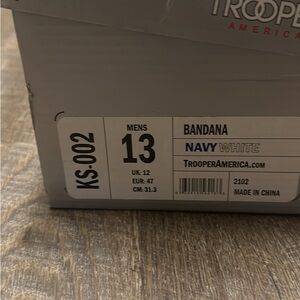 TROOP
AMERICA
KS-002
MENS
13
UK: 12
EUR: 47
CM: 31.3
BANDANA
NAVY WHITE
TROOPERAMERICA.COM
2102
MADE IN CHINA